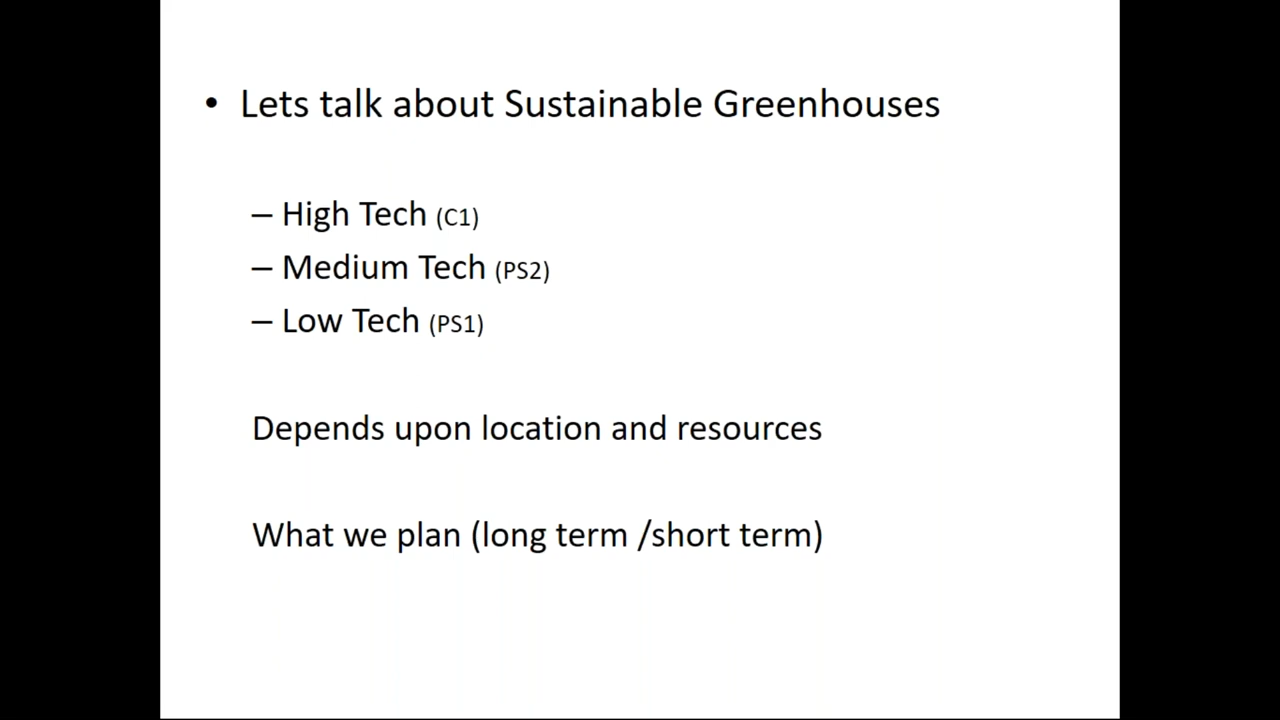 • Lets talk about Sustainable Greenhouses
– High Tech (C1)
– Medium Tech (PS2)
– Low Tech (PS1)
Depends upon location and resources
What we plan (long term /short term)